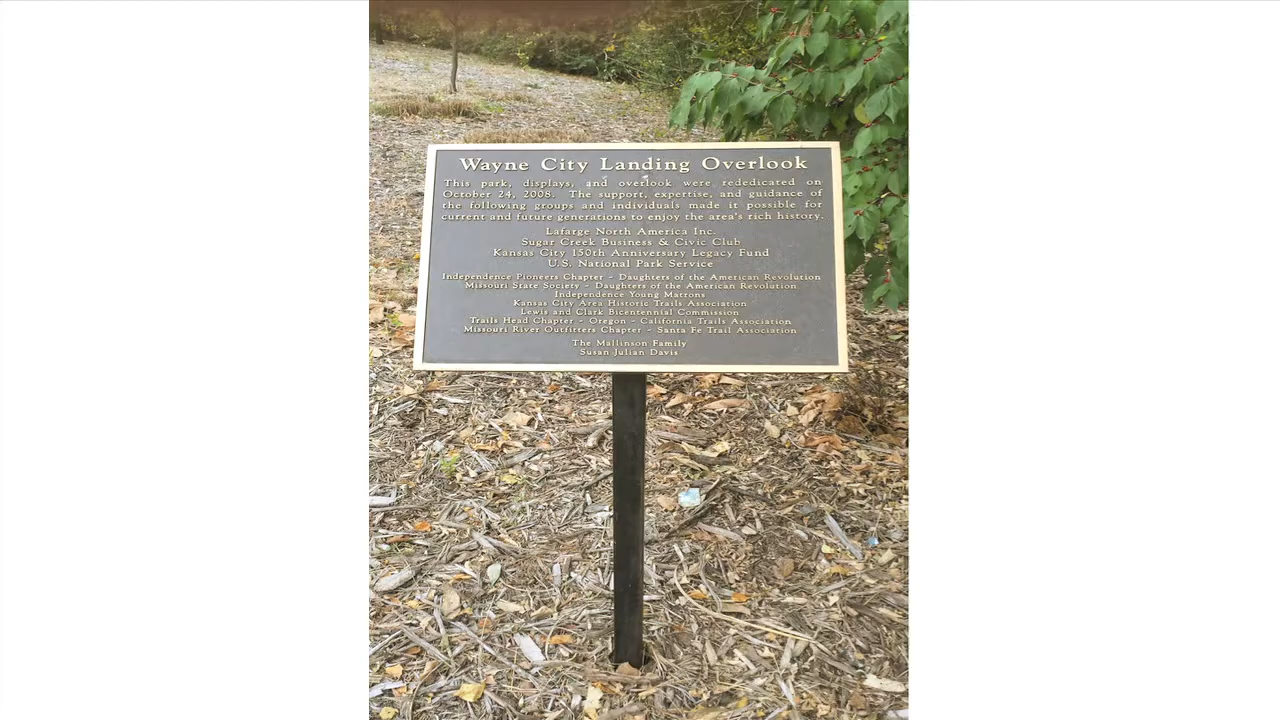 Wayne City Landing Overlook
This park, displays, and overlook were rededicated on
October 24, 2008. The support, expertise, and guidance of
the following groups and individuals made it possible for
current and future generations to enjoy the area's rich history.
Lafarge North America Inc.
Sugar Creek Business & Civic Club
Kansas City 150th Anniversary Legacy Fund
U.S. National Park Service
Independence Pioneers Chapter - Daughters of the American Revolution
Missouri State Society - Daughters of the American Revolution
Independence Young Matrons
Kansas City Area Historic Trails Association
Lewis and Clark Bicentennial Commission
Trails Head Chapter - Oregon - California Trails Association
Missouri River Outfitters Chapter - Santa Fe Trail Association
The Mallinson Family
Susan Julian Davis